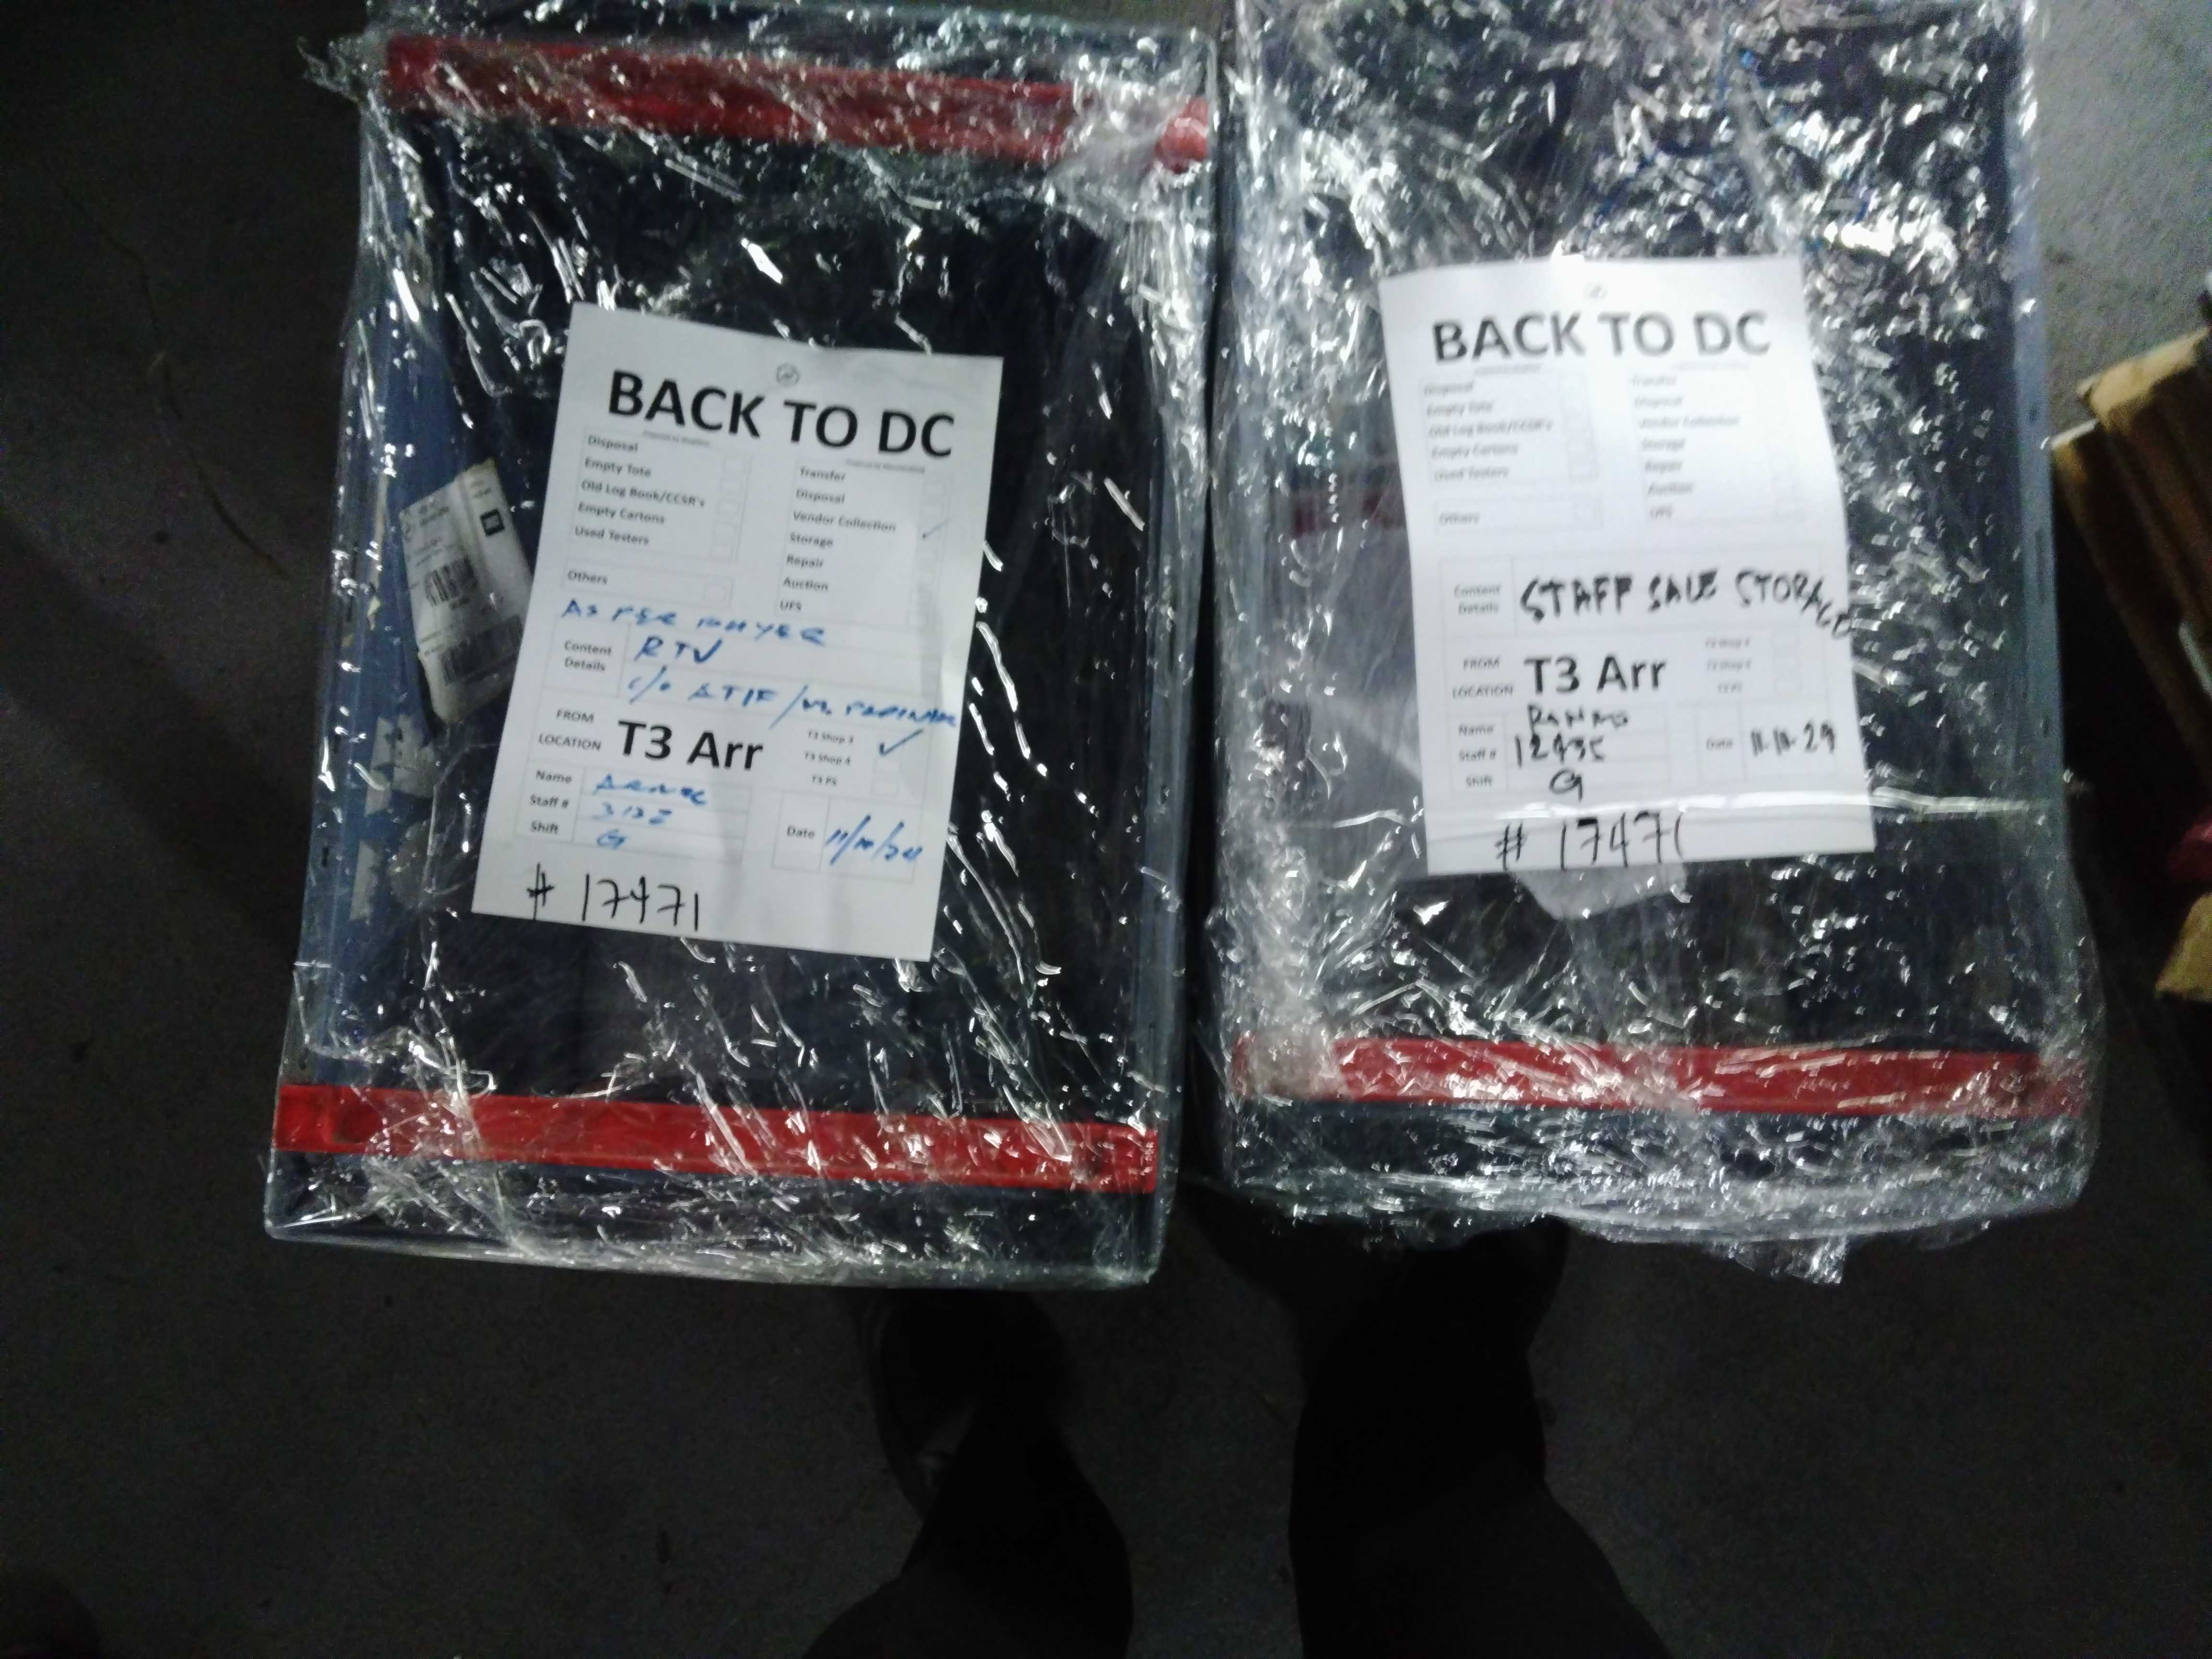 BACK TO DC
Disposal
Empty Tote
Old Log Book/CCSR's
Empty Cartons
Used Testers
Others
Transfer
Disposal
Vendor Collection
Storage
Repair
Auction
UFS
AS PER
Content Details
RTV
c/o ATIF
FROM LOCATION
T3 Arr
T3 Shop 3
T3 Shop 4
T3 PS
Name
Staff #
Shift G
Date
# 17471
BACK TO DC
Disposal
Empty Tote
Old Log Book/CCSR's
Empty Cartons
Used Testers
Others
Transfer
Disposal
Vendor Collection
Storage
Repair
Auction
UFS
Content Details
STAFF SALE STORAGE
FROM LOCATION
T3 Arr
Name
Staff #
Shift G
Date
# 17471